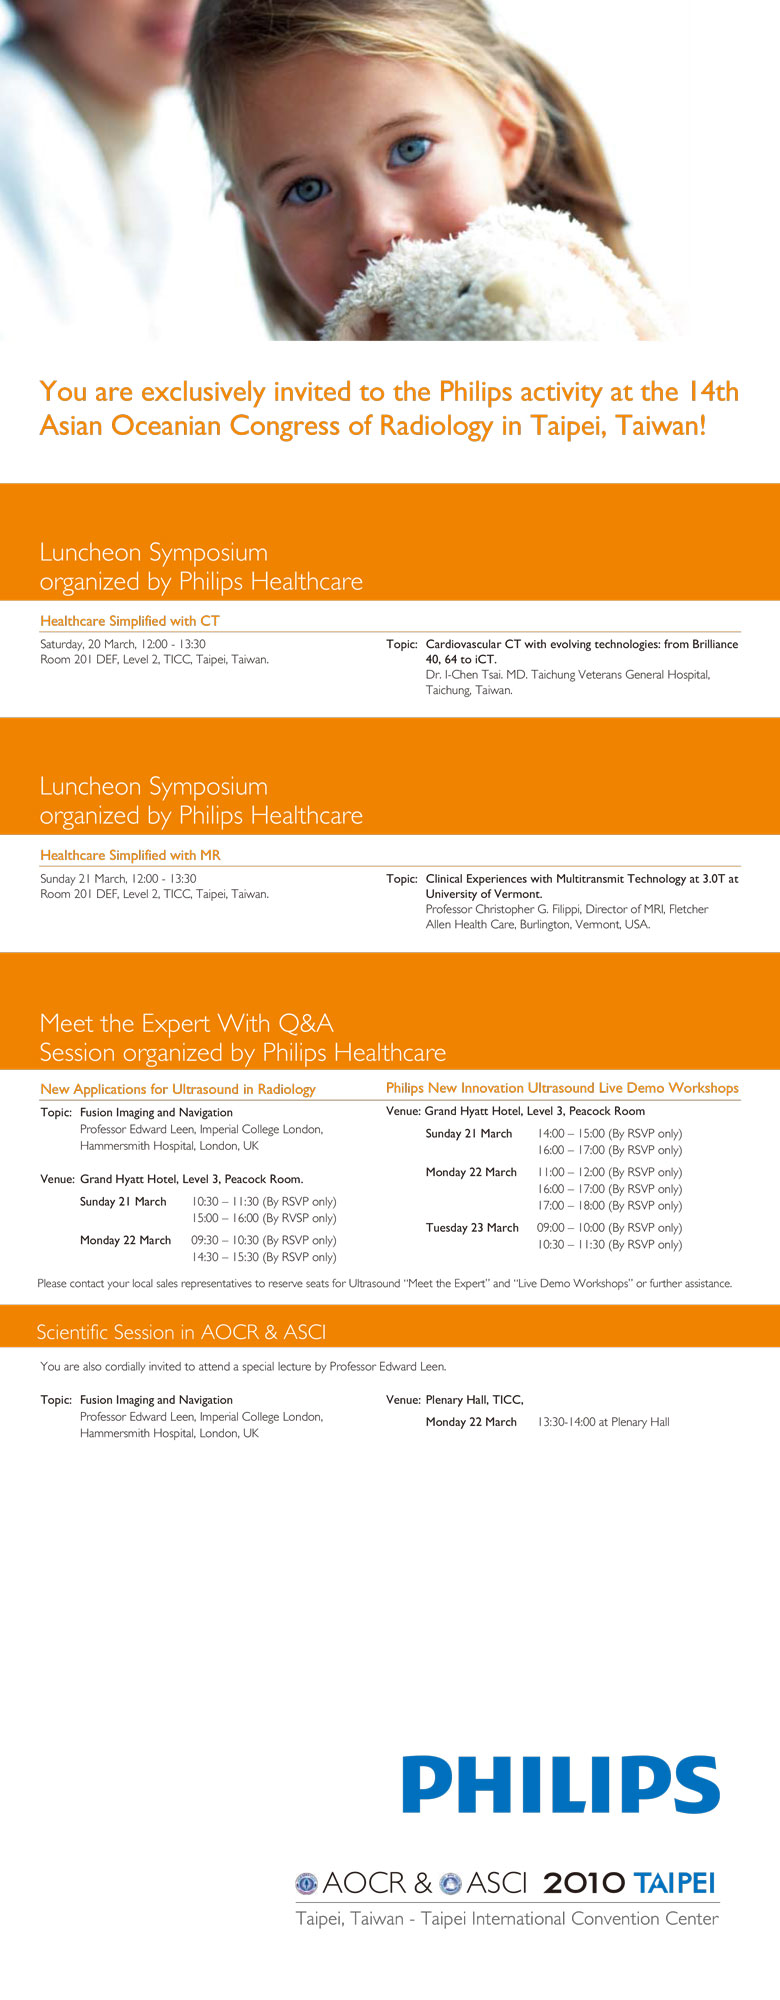 You are exclusively invited to the Philips activity at the 14th
Asian Oceanian Congress of Radiology in Taipei, Taiwan!
Luncheon Symposium
organized by Philips Healthcare
Healthcare Simplified with CT
Saturday, 20 March, 12:00 - 13:30
Room 201 DEF, Level 2, TICC, Taipei, Taiwan.
Topic: Cardiovascular CT with evolving technologies: from Brilliance
40, 64 to iCT.
Dr. I-Chen Tsai. MD. Taichung Veterans General Hospital,
Taichung, Taiwan.
Luncheon Symposium
organized by Philips Healthcare
Healthcare Simplified with MR
Sunday 21 March, 12:00 - 13:30
Room 201 DEF, Level 2, TICC, Taipei, Taiwan.
Topic: Clinical Experiences with Multitransmit Technology at 3.0T at
University of Vermont.
Professor Christopher G. Filippi, Director of MRI, Fletcher
Allen Health Care, Burlington, Vermont, USA.
Meet the Expert With Q&A
Session organized by Philips Healthcare
New Applications for Ultrasound in Radiology
Topic: Fusion Imaging and Navigation
Professor Edward Leen, Imperial College London,
Hammersmith Hospital, London, UK
Venue: Grand Hyatt Hotel, Level 3, Peacock Room.
Sunday 21 March 10:30 – 11:30 (By RSVP only)
15:00 – 16:00 (By RVSP only)
Monday 22 March 09:30 – 10:30 (By RSVP only)
14:30 – 15:30 (By RSVP only)
Philips New Innovation Ultrasound Live Demo Workshops
Venue: Grand Hyatt Hotel, Level 3, Peacock Room
Sunday 21 March 14:00 – 15:00 (By RSVP only)
16:00 – 17:00 (By RSVP only)
Monday 22 March 11:00 – 12:00 (By RSVP only)
16:00 – 17:00 (By RSVP only)
17:00 – 18:00 (By RSVP only)
Tuesday 23 March 09:00 – 10:00 (By RSVP only)
10:30 – 11:30 (By RSVP only)
Please contact your local sales representatives to reserve seats for Ultrasound “Meet the Expert” and “Live Demo Workshops” or further assistance.
Scientific Session in AOCR & ASCI
You are also cordially invited to attend a special lecture by Professor Edward Leen.
Topic: Fusion Imaging and Navigation
Professor Edward Leen, Imperial College London,
Hammersmith Hospital, London, UK
Venue: Plenary Hall, TICC,
Monday 22 March 13:30-14:00 at Plenary Hall
PHILIPS
AOCR & ASCI 2010 TAIPEI
Taipei, Taiwan - Taipei International Convention Center